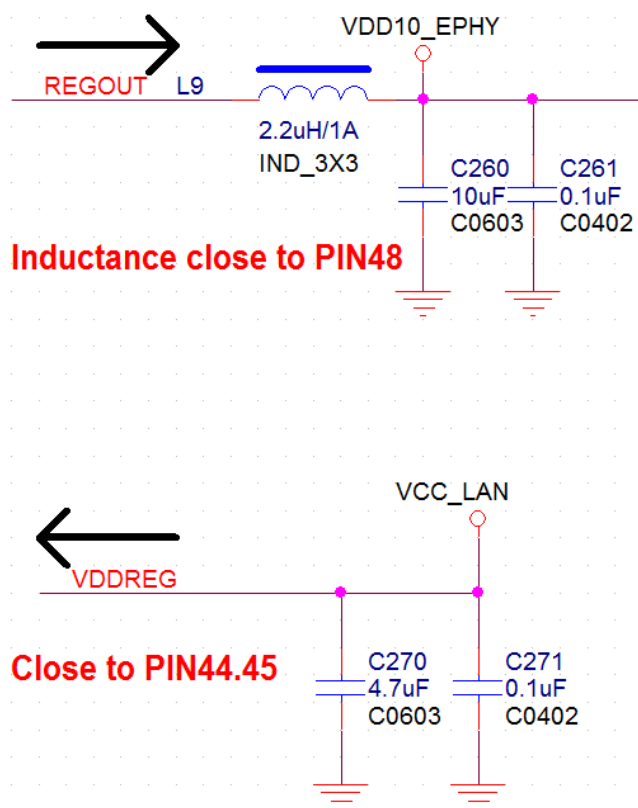 VDD10_EPHY
REGOUT L9
2.2uH/1A
IND_3X3
C260
10uF
C0603
C261
0.1uF
C0402
Inductance close to PIN48
VCC_LAN
VDDREG
Close to PIN44.45
C270
4.7uF
C0603
C271
0.1uF
C0402